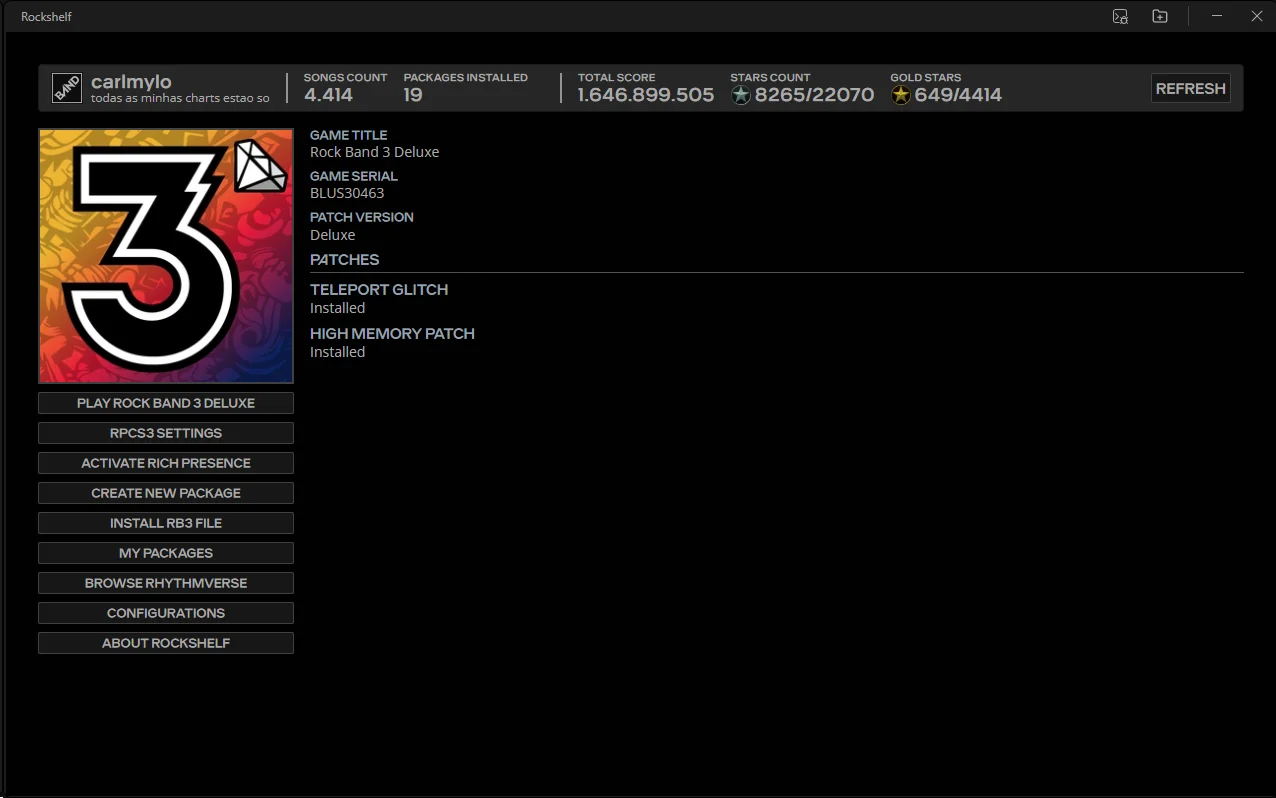 Rockshelf
BAND
carlmylo
todas as minhas charts estao so
SONGS COUNT
4.414
PACKAGES INSTALLED
19
TOTAL SCORE
1.646.899.505
STARS COUNT
8265/22070
GOLD STARS
649/4414
REFRESH
3
GAME TITLE
Rock Band 3 Deluxe
GAME SERIAL
BLUS30463
PATCH VERSION
Deluxe
PATCHES
TELEPORT GLITCH
Installed
HIGH MEMORY PATCH
Installed
PLAY ROCK BAND 3 DELUXE
RPCS3 SETTINGS
ACTIVATE RICH PRESENCE
CREATE NEW PACKAGE
INSTALL RB3 FILE
MY PACKAGES
BROWSE RHYTHMVERSE
CONFIGURATIONS
ABOUT ROCKSHELF